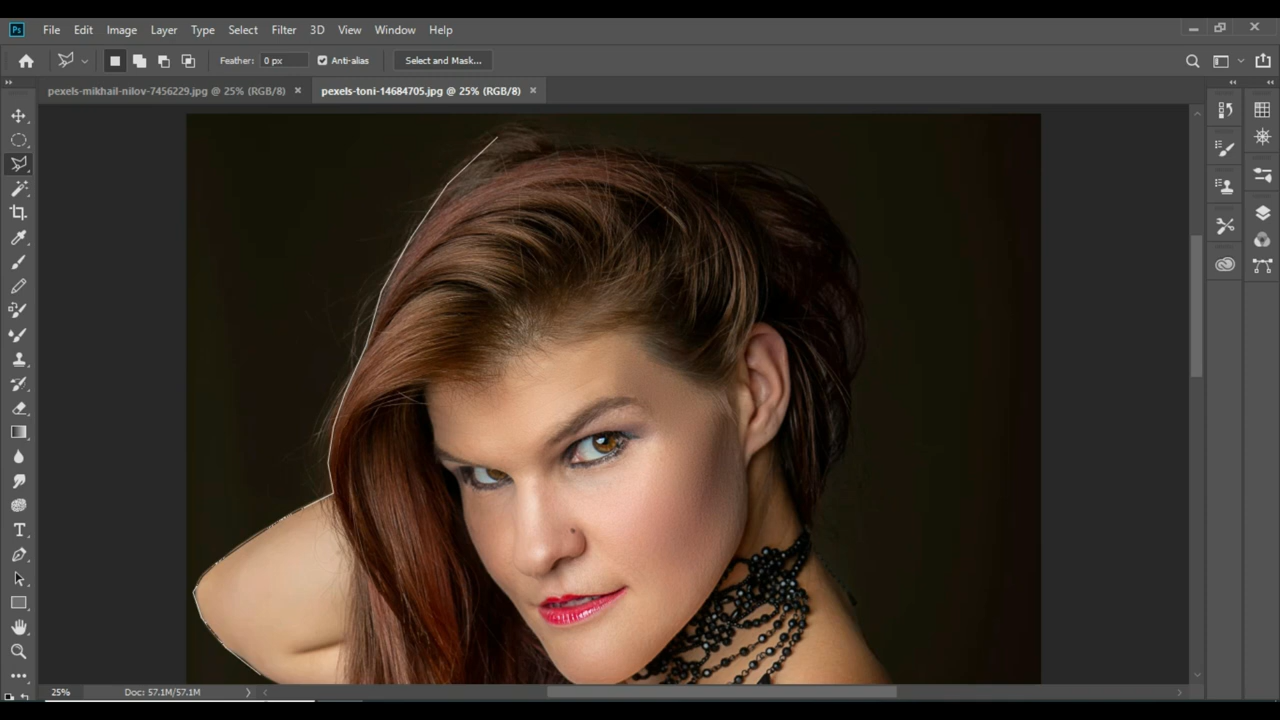 Ps File Edit Image Layer Type Select Filter 3D View Window Help
Feather: 0 px Anti-alias Select and Mask...
pexels-mikhail-nilov-7456229.jpg @ 25% (RGB/8) × pexels-toni-14684705.jpg @ 25% (RGB/8) ×
25% Doc: 57.1M/57.1M